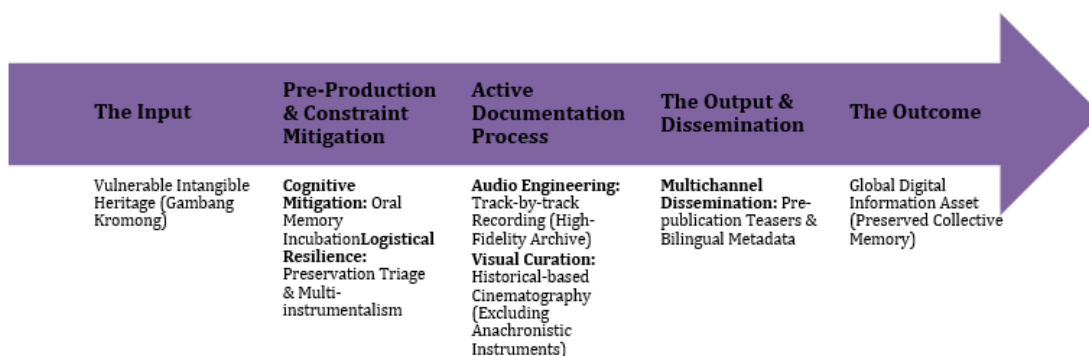 The Input
Pre-Production
& Constraint
Mitigation
Active
Documentation
Process
The Output &
Dissemination
The Outcome
Vulnerable Intangible
Heritage (Gambang
Kromong)
Cognitive
Mitigation: Oral
Memory
IncubationLogistical
Resilience:
Preservation Triage
& Multi-
instrumentalism
Audio Engineering:
Track-by-track
Recording (High-
Fidelity Archive)
Visual Curation:
Historical-based
Cinematography
(Excluding
Anachronistic
Instruments)
Multichannel
Dissemination: Pre-
publication Teasers &
Bilingual Metadata
Global Digital
Information Asset
(Preserved Collective
Memory)